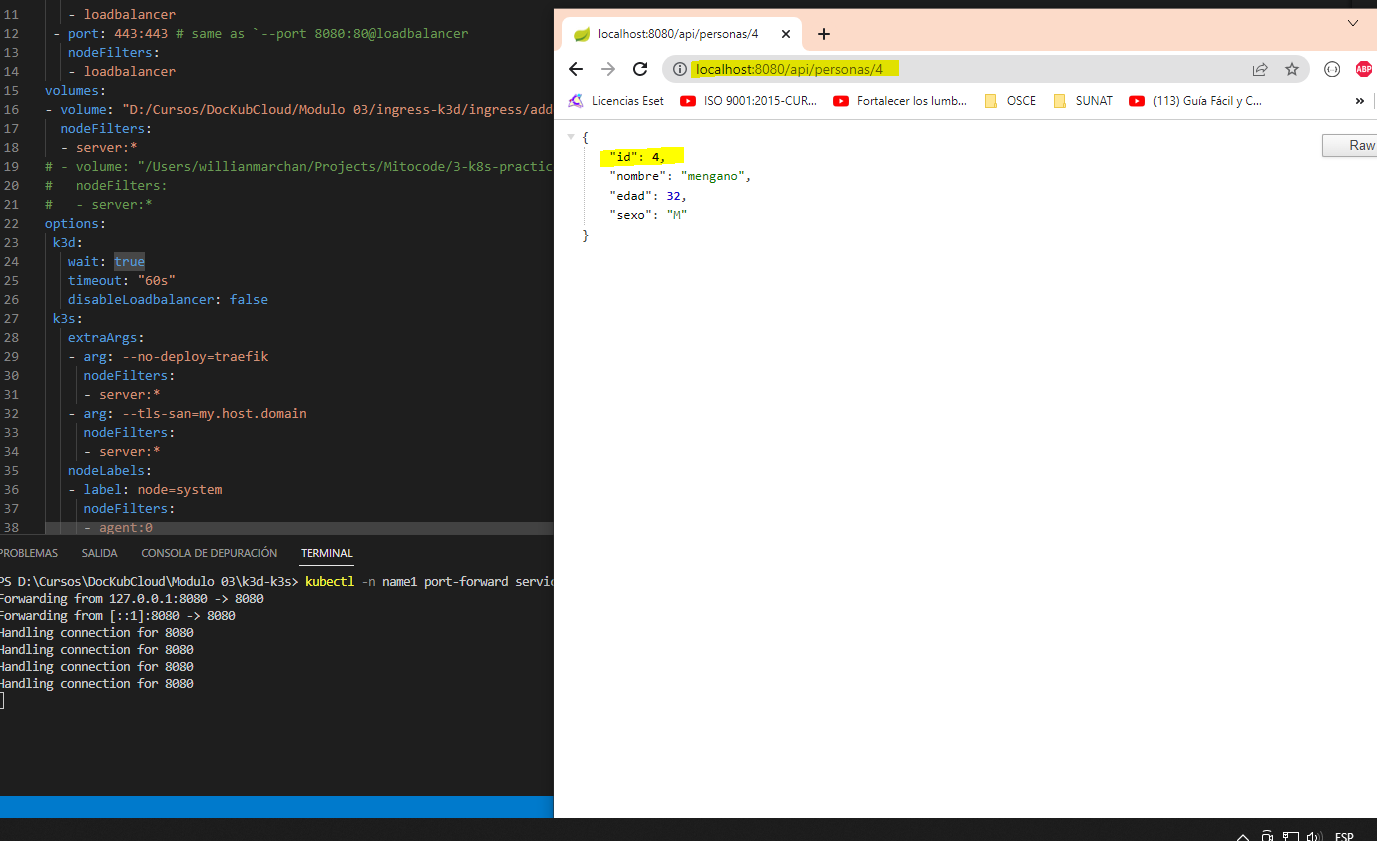 11 - loadbalancer
12 - port: 443:443 # same as `--port 8080:80@loadbalancer
13 nodeFilters:
14 - loadbalancer
15 volumes:
16 - volume: "D:/Cursos/DocKubCloud/Modulo 03/ingress-k3d/ingress/add
17 nodeFilters:
18 - server:*
19 # - volume: "/Users/willianmarchan/Projects/Mitocode/3-k8s-practic
20 # nodeFilters:
21 # - server:*
22 options:
23 k3d:
24 wait: true
25 timeout: "60s"
26 disableLoadbalancer: false
27 k3s:
28 extraArgs:
29 - arg: --no-deploy=traefik
30 nodeFilters:
31 - server:*
32 - arg: --tls-san=my.host.domain
33 nodeFilters:
34 - server:*
35 nodeLabels:
36 - label: node=system
37 nodeFilters:
38 - agent:0
PROBLEMAS SALIDA CONSOLA DE DEPURACIÓN TERMINAL
PS D:\Cursos\DocKubCloud\Modulo 03\k3d-k3s> kubectl -n name1 port-forward servic
Forwarding from 127.0.0.1:8080 -> 8080
Forwarding from [::1]:8080 -> 8080
Handling connection for 8080
Handling connection for 8080
Handling connection for 8080
Handling connection for 8080
localhost:8080/api/personas/4
localhost:8080/api/personas/4
ABP
Licencias Eset ISO 9001:2015-CUR... Fortalecer los lumb... OSCE SUNAT (113) Guía Fácil y C... »
Raw
{
"id": 4,
"nombre": "mengano",
"edad": 32,
"sexo": "M"
}
ESP